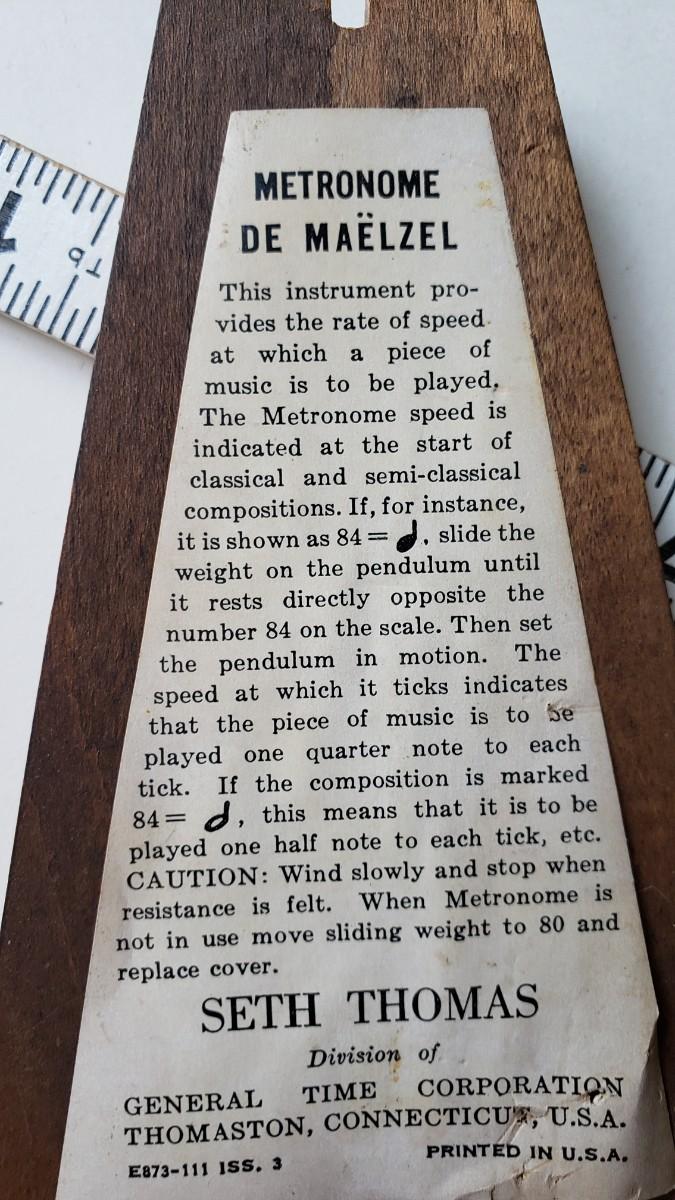 METRONOME
DE MAËLZEL
This instrument pro-
vides the rate of speed
at which a piece of
music is to be played.
The Metronome speed is
indicated at the start of
classical and semi-classical
compositions. If, for instance,
it is shown as 84 = ♩, slide the
weight on the pendulum until
it rests directly opposite the
number 84 on the scale. Then set
the pendulum in motion. The
speed at which it ticks indicates
that the piece of music is to be
played one quarter note to each
tick. If the composition is marked
84 = 𝅗𝅥, this means that it is to be
played one half note to each tick, etc.
CAUTION: Wind slowly and stop when
resistance is felt. When Metronome is
not in use move sliding weight to 80 and
replace cover.
SETH THOMAS
Division of
GENERAL TIME CORPORATION
THOMASTON, CONNECTICUT, U.S.A.
E873-111 ISS. 3 PRINTED IN U.S.A.